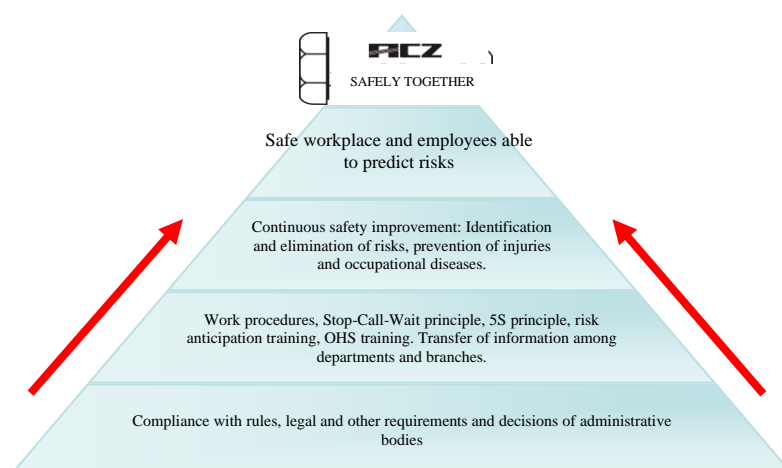 ACZ
SAFELY TOGETHER
Safe workplace and employees able
to predict risks
Continuous safety improvement: Identification
and elimination of risks, prevention of injuries
and occupational diseases.
Work procedures, Stop-Call-Wait principle, 5S principle, risk
anticipation training, OHS training. Transfer of information among
departments and branches.
Compliance with rules, legal and other requirements and decisions of administrative
bodies